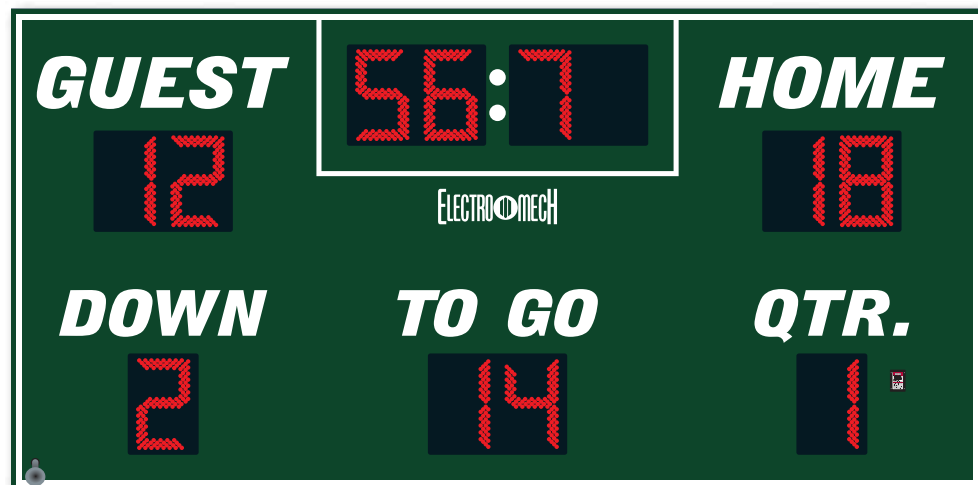 GUEST
56:7
HOME
12
18
ELECTRO MECH
DOWN
TO GO
QTR.
2
14
1